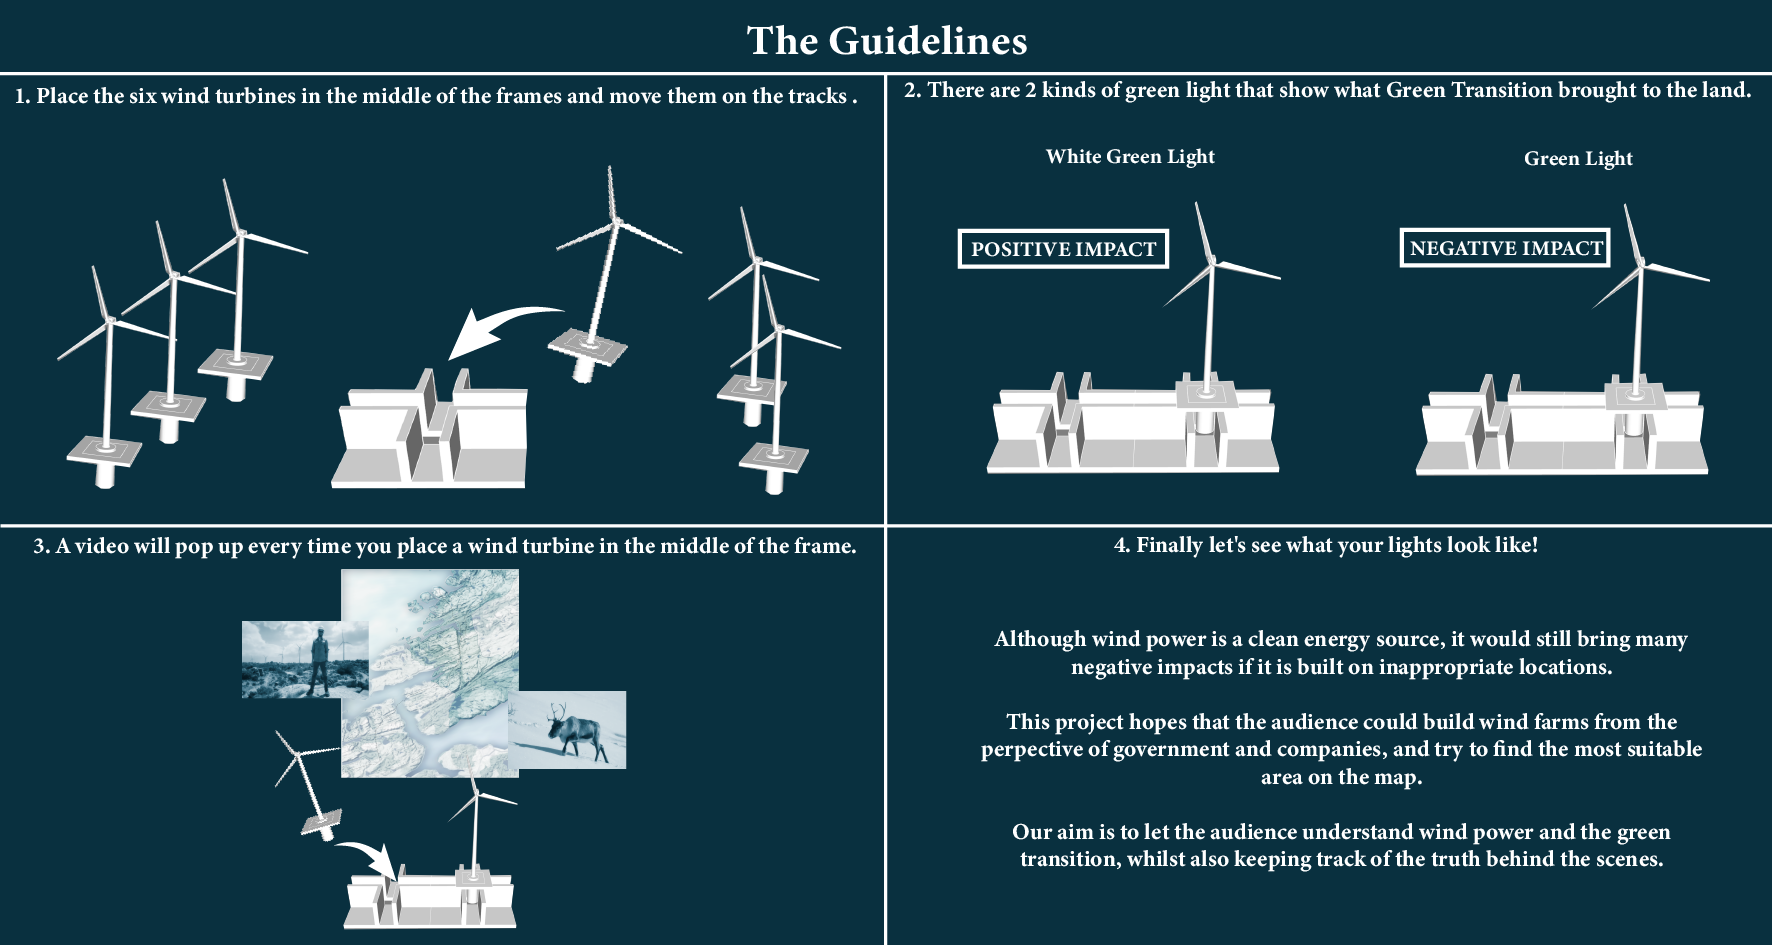 The Guidelines
1. Place the six wind turbines in the middle of the frames and move them on the tracks .
2. There are 2 kinds of green light that show what Green Transition brought to the land.
White Green Light
Green Light
POSITIVE IMPACT
NEGATIVE IMPACT
3. A video will pop up every time you place a wind turbine in the middle of the frame.
4. Finally let's see what your lights look like!
Although wind power is a clean energy source, it would still bring many
negative impacts if it is built on inappropriate locations.
This project hopes that the audience could build wind farms from the
perpective of government and companies, and try to find the most suitable
area on the map.
Our aim is to let the audience understand wind power and the green
transition, whilst also keeping track of the truth behind the scenes.